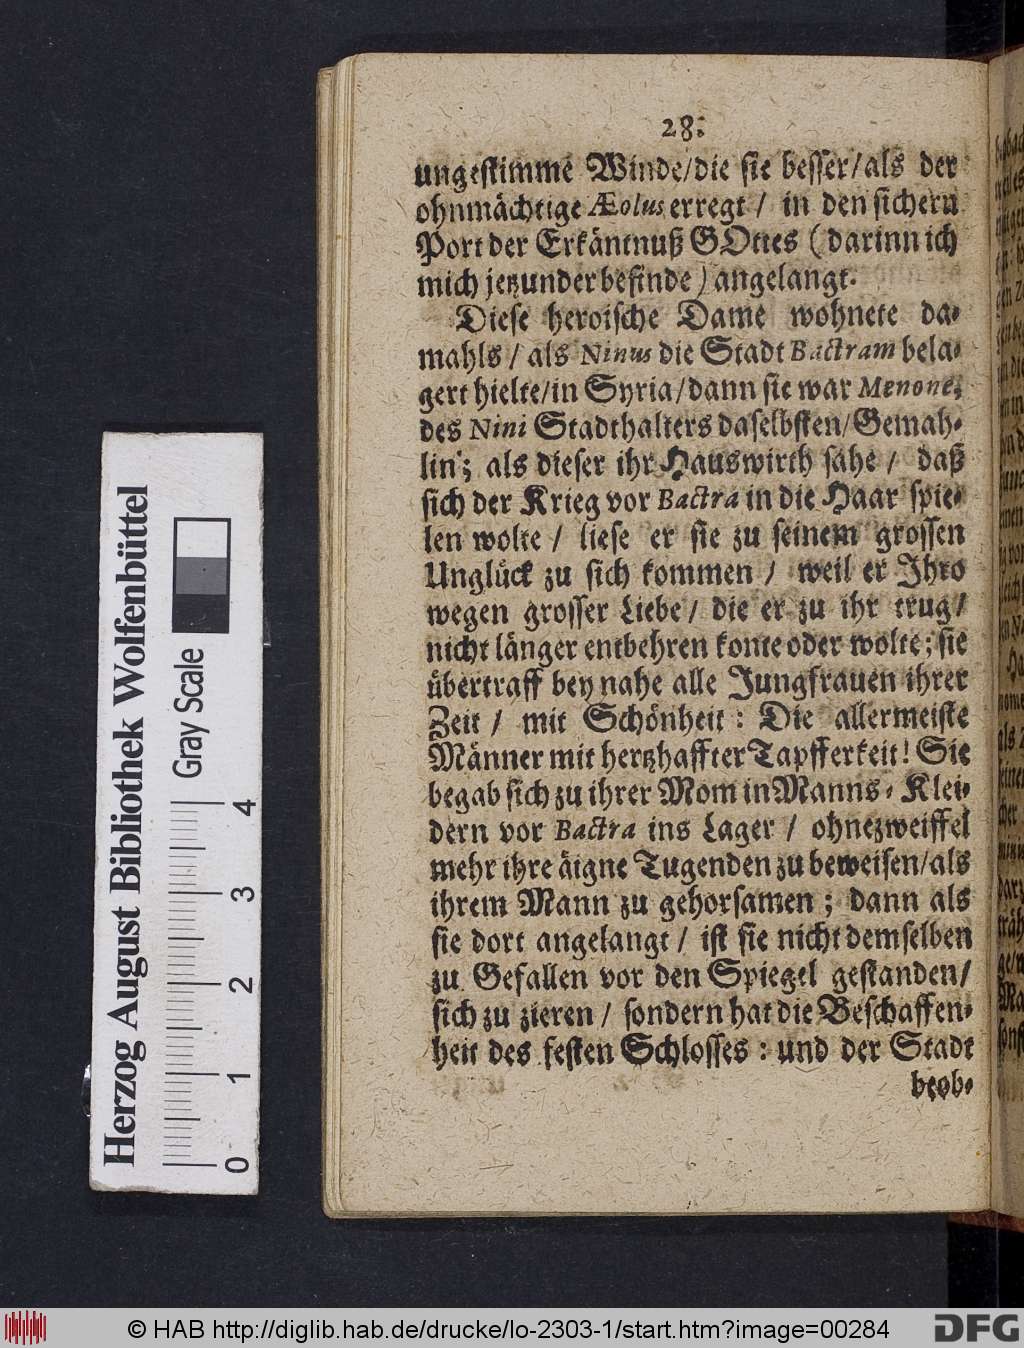 28.
ungestimme Winde/die sie besser/als der
ohnmächtige Æolus erregt / in den sichern
Port der Erkäntnuß GOttes (darinn ich
mich jetzunder befinde) angelangt.
Diese heroische Dame wohnete da-
mahls / als Ninus die Stadt Bactram bela-
gert hielte/in Syria/dann sie war Menone,
des Nini Stadthalters daselbsten/Gemah-
lin; als dieser ihr Hauswirth sahe / daß
sich der Krieg vor Bactra in die Haar spie-
len wolte / liese er sie zu seinem grossen
Unglück zu sich kommen / weil er Ihro
wegen grosser Liebe / die er zu ihr trug/
nicht länger entbehren konte oder wolte; sie
übertraff bey nahe alle Jungfrauen ihrer
Zeit / mit Schönheit: Die allermeiste
Männer mit hertzhaffter Tapfferkeit! Sie
begab sich zu ihrer Mom in Manns-Klei-
dern vor Bactra ins Lager / ohnezweiffel
mehr ihre äigne Tugenden zu beweisen/als
ihrem Mann zu gehorsamen; dann als
sie dort angelangt / ist sie nicht demselben
zu Gefallen vor den Spiegel gestanden/
sich zu zieren / sondern hat die Beschaffen-
heit des festen Schlosses: und der Stadt
beob-
Herzog August Bibliothek Wolfenbüttel
Gray Scale
0 1 2 3 4
© HAB http://diglib.hab.de/drucke/lo-2303-1/start.htm?image=00284
DFG